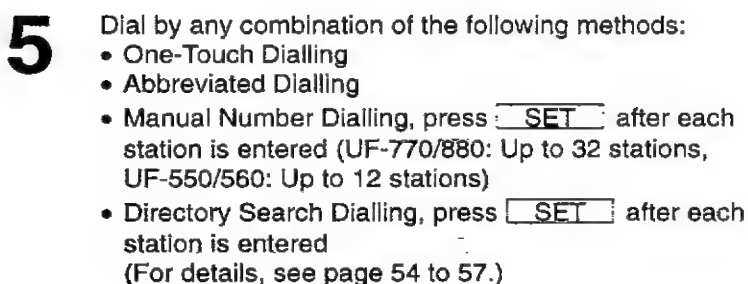 5 Dial by any combination of the following methods:
• One-Touch Dialling
• Abbreviated Dialling
• Manual Number Dialling, press SET after each
station is entered (UF-770/880: Up to 32 stations,
UF-550/560: Up to 12 stations)
• Directory Search Dialling, press SET after each
station is entered
(For details, see page 54 to 57.)